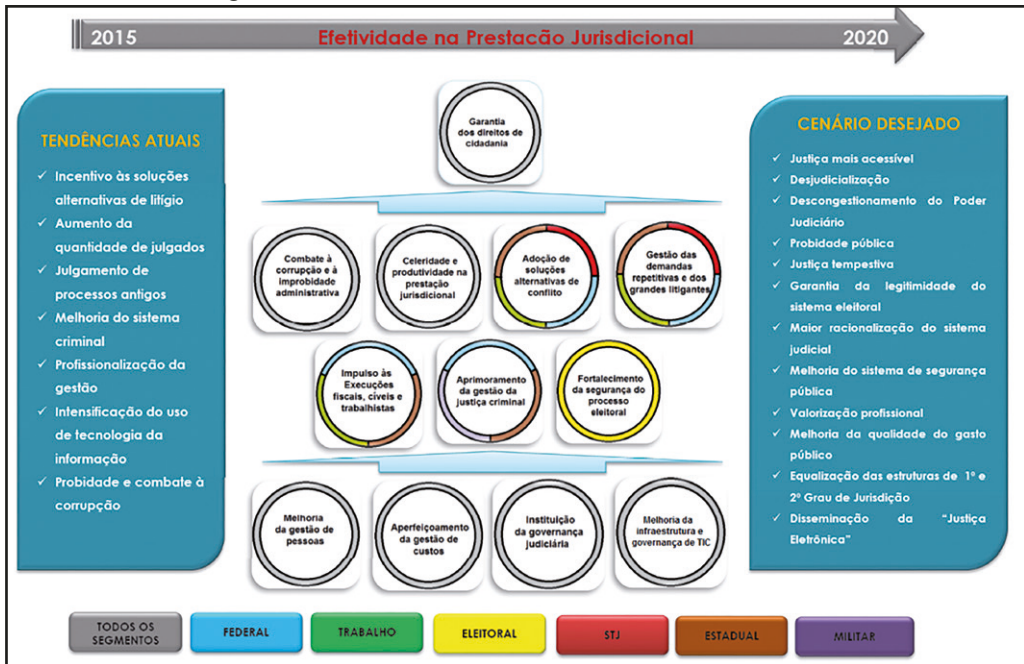 2015
Efetividade na Prestacão Jurisdicional
2020
TENDÊNCIAS ATUAIS
✓ Incentivo às soluções
alternativas de litígio
✓ Aumento da
quantidade de julgados
✓ Julgamento de
processos antigos
✓ Melhoria do sistema
criminal
✓ Profissionalização da
gestão
✓ Intensificação do uso
de tecnologia da
informação
✓ Probidade e combate à
corrupção
Garantia
dos direitos de
cidadania
Combate à
corrupção e à
improbidade
administrativa
Celeridade e
produtividade na
prestação
jurisdicional
Adoção de
soluções
alternativas de
conflito
Gestão das
demandas
repetitivas e dos
grandes litigantes
Impulso às
Execuções
fiscais, cíveis e
trabalhistas
Aprimoramento
da gestão da
justiça criminal
Fortalecimento
da segurança do
processo
eleitoral
Melhoria
da gestão de
pessoas
Aperfeiçoamento
da gestão de
custos
Instituição
da governança
judiciária
Melhoria da
infraestrutura e
governança de TIC
CENÁRIO DESEJADO
✓ Justiça mais acessível
✓ Desjudicialização
✓ Descongestionamento do Poder
Judiciário
✓ Probidade pública
✓ Justiça tempestiva
✓ Garantia da legitimidade do
sistema eleitoral
✓ Maior racionalização do sistema
judicial
✓ Melhoria do sistema de segurança
pública
✓ Valorização profissional
✓ Melhoria da qualidade do gasto
público
✓ Equalização das estruturas de 1º e
2º Grau de Jurisdição
✓ Disseminação da "Justiça
Eletrônica"
TODOS OS
SEGMENTOS
FEDERAL
TRABALHO
ELEITORAL
STJ
ESTADUAL
MILITAR